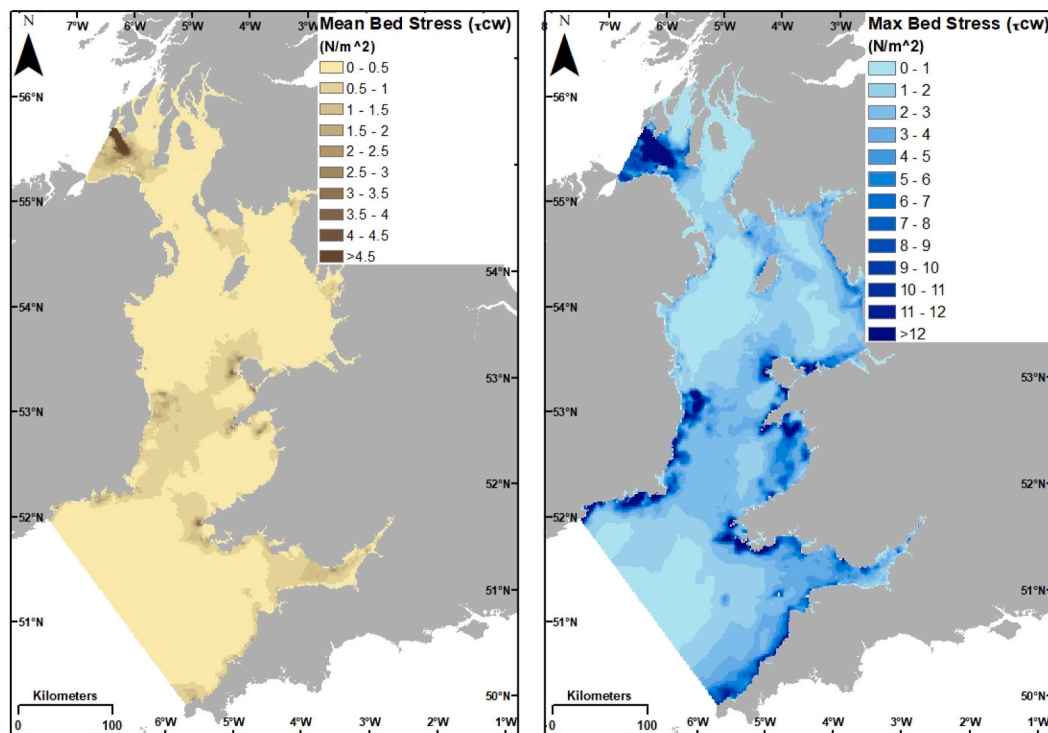 N
7°W 6°W 5°W 4°W 3°W
Mean Bed Stress (τcw)
(N/m^2)
0 - 0.5
0.5 - 1
1 - 1.5
1.5 - 2
2 - 2.5
2.5 - 3
3 - 3.5
3.5 - 4
4 - 4.5
>4.5
56°N
55°N
54°N
53°N
52°N
51°N
54°N
53°N
52°N
51°N
50°N
Kilometers
0 100
6°W 5°W 4°W 3°W 2°W 1°W
N
7°W 6°W 5°W 4°W 3°W
Max Bed Stress (τcw)
(N/m^2)
0 - 1
1 - 2
2 - 3
3 - 4
4 - 5
5 - 6
6 - 7
7 - 8
8 - 9
9 - 10
10 - 11
11 - 12
>12
56°N
55°N
54°N
53°N
52°N
51°N
53°N
52°N
51°N
50°N
Kilometers
0 100
6°W 5°W 4°W 3°W 2°W 1°W